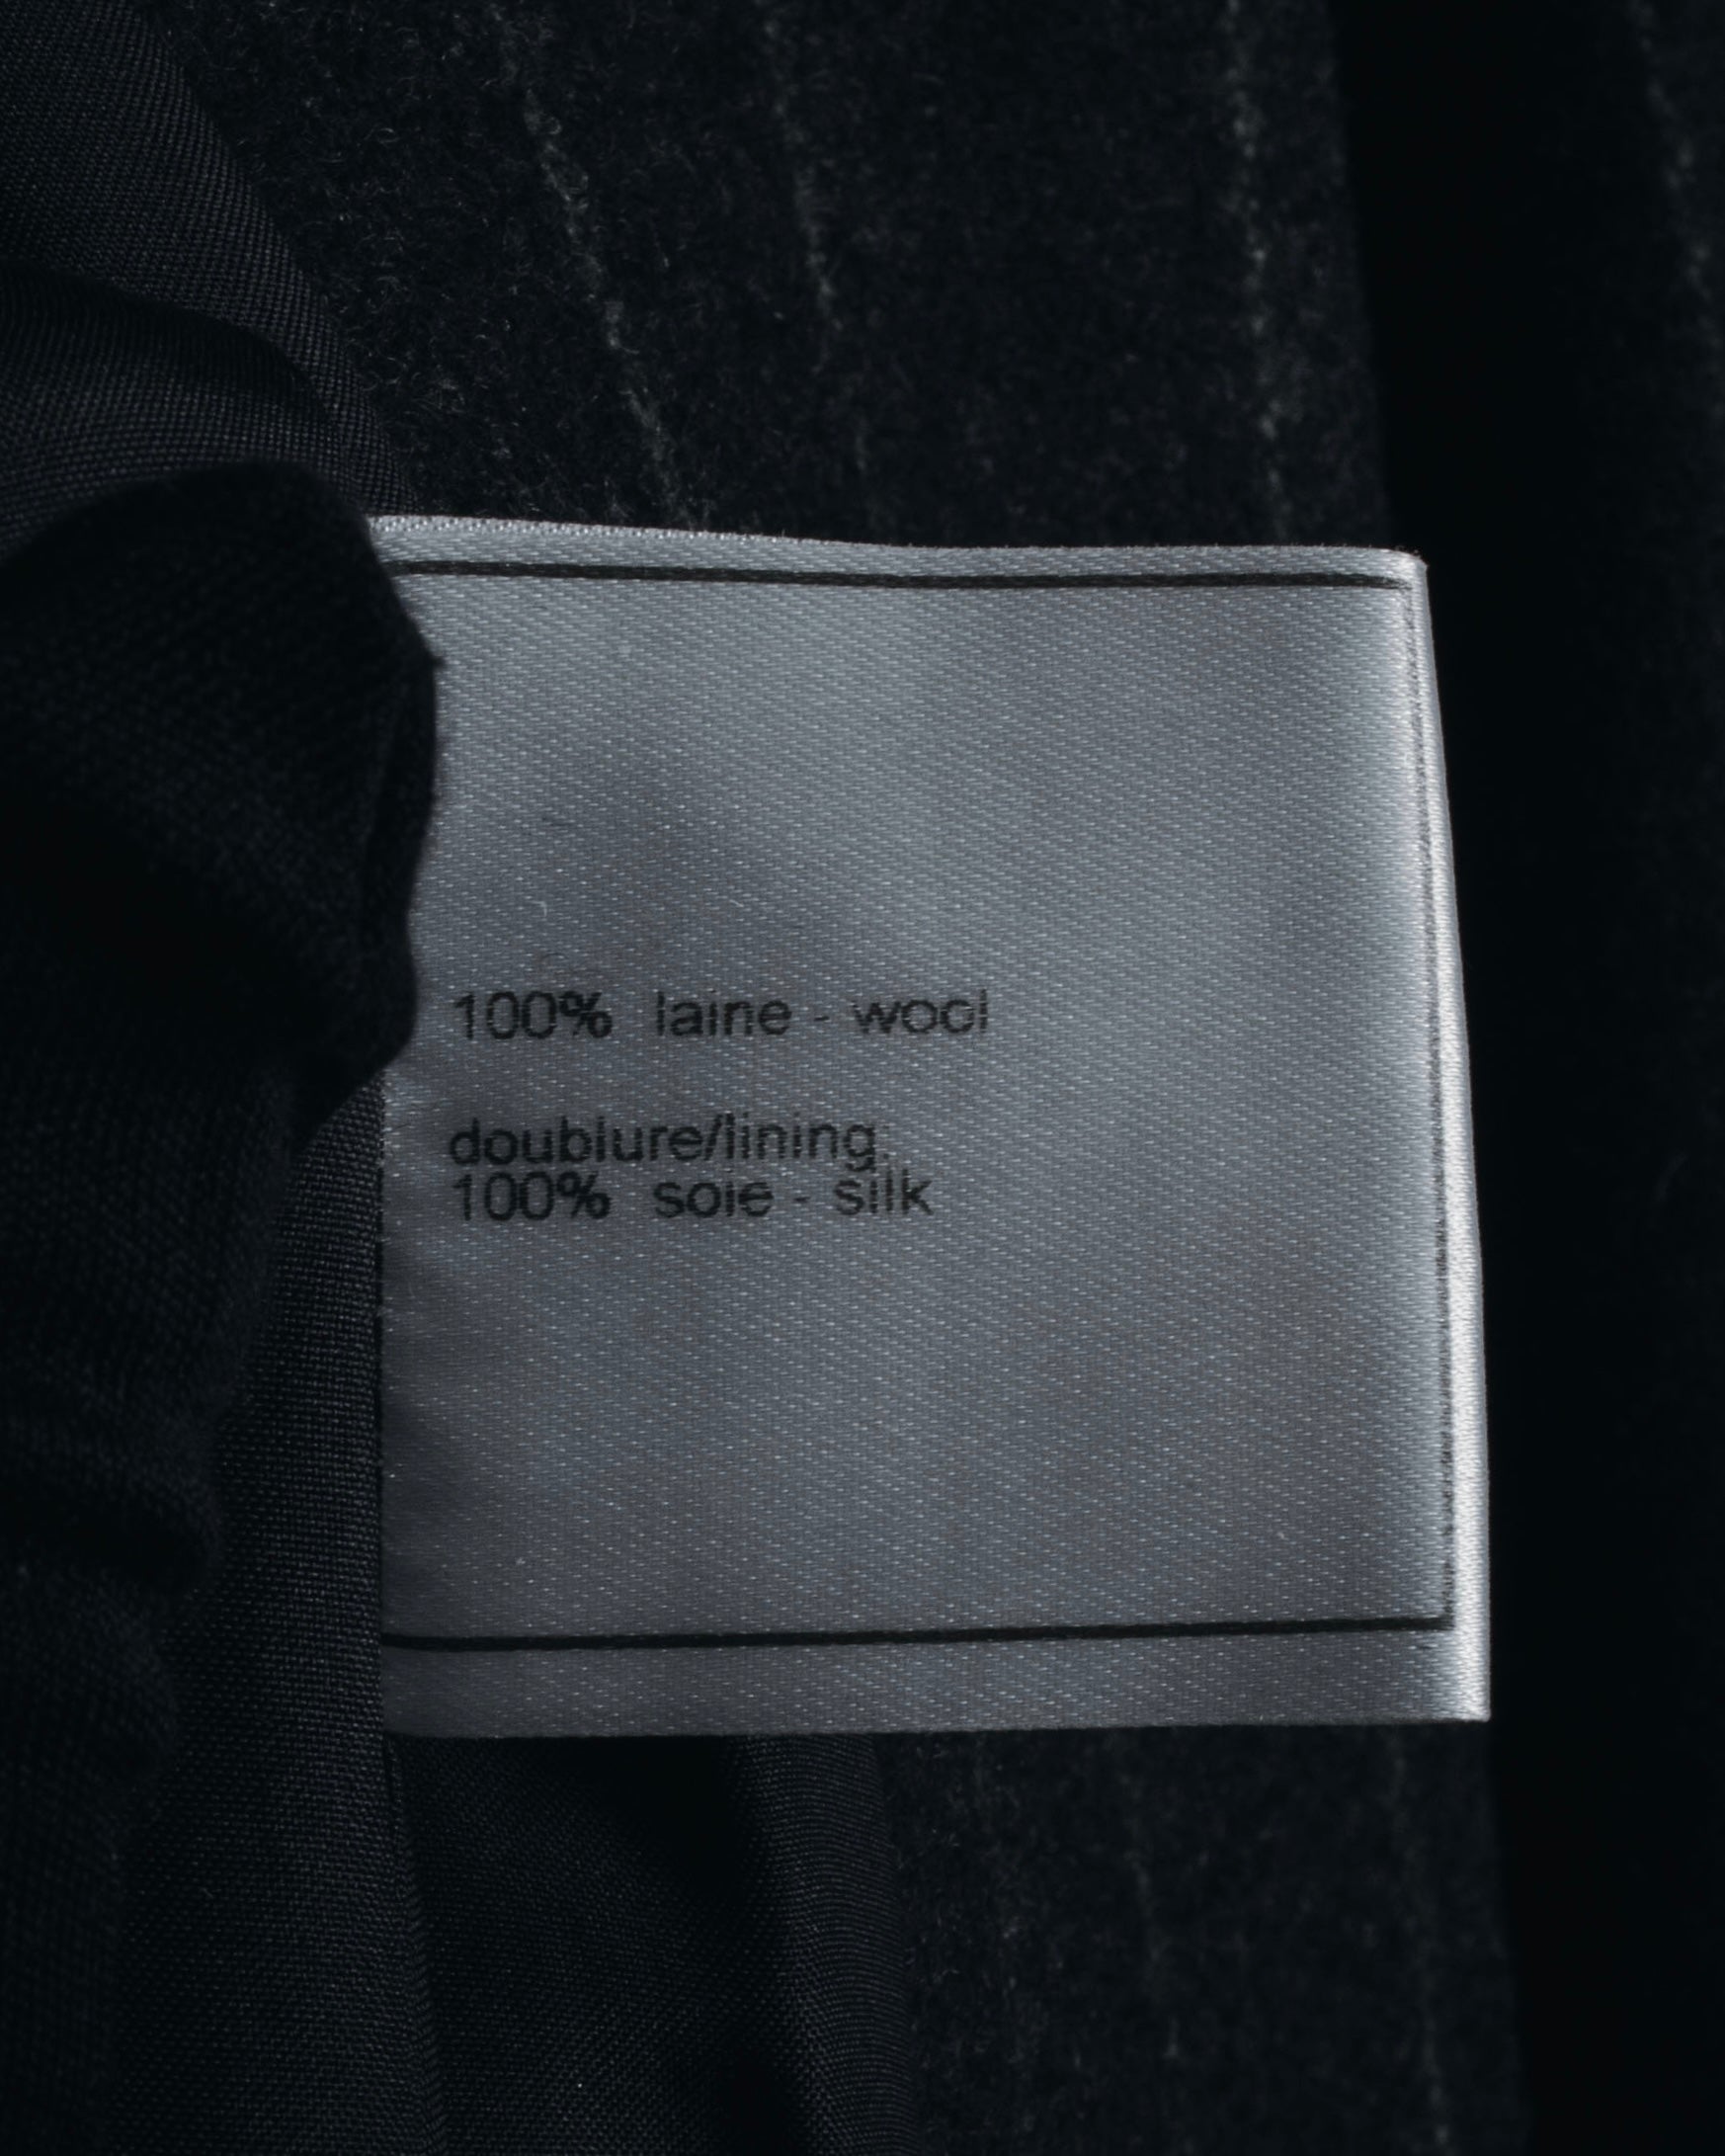 100% laine - wool
doublure/lining.
100% soie - silk